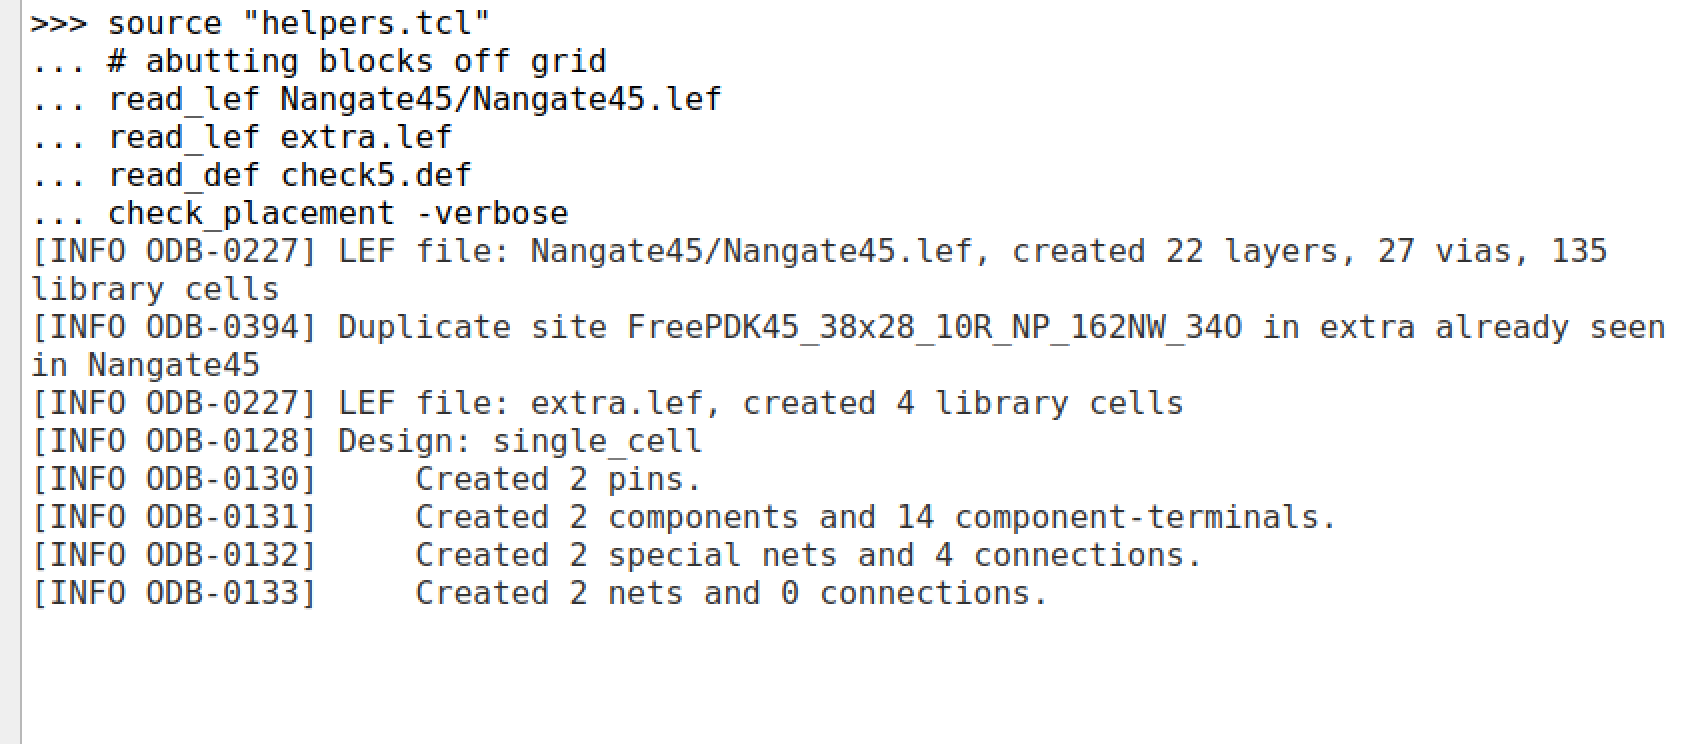 >>> source "helpers.tcl"
... # abutting blocks off grid
... read_lef Nangate45/Nangate45.lef
... read_lef extra.lef
... read_def check5.def
... check_placement -verbose
[INFO ODB-0227] LEF file: Nangate45/Nangate45.lef, created 22 layers, 27 vias, 135
library cells
[INFO ODB-0394] Duplicate site FreePDK45_38x28_10R_NP_162NW_34O in extra already seen
in Nangate45
[INFO ODB-0227] LEF file: extra.lef, created 4 library cells
[INFO ODB-0128] Design: single_cell
[INFO ODB-0130]     Created 2 pins.
[INFO ODB-0131]     Created 2 components and 14 component-terminals.
[INFO ODB-0132]     Created 2 special nets and 4 connections.
[INFO ODB-0133]     Created 2 nets and 0 connections.